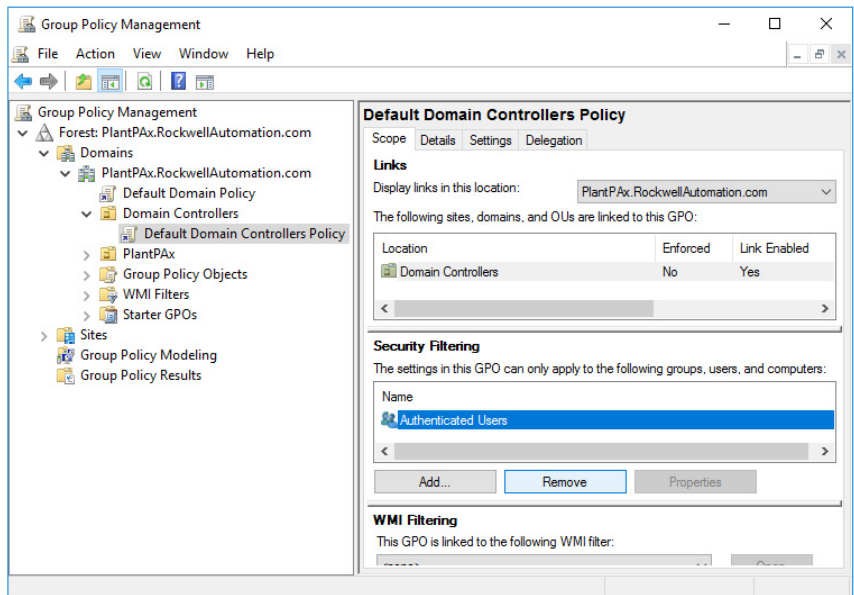 Group Policy Management
File Action View Window Help
Group Policy Management
Forest: PlantPAx.RockwellAutomation.com
Domains
PlantPAx.RockwellAutomation.com
Default Domain Policy
Domain Controllers
Default Domain Controllers Policy
PlantPAx
Group Policy Objects
WMI Filters
Starter GPOs
Sites
Group Policy Modeling
Group Policy Results
Default Domain Controllers Policy
Scope Details Settings Delegation
Links
Display links in this location: PlantPAx.RockwellAutomation.com
The following sites, domains, and OUs are linked to this GPO:
Location Enforced Link Enabled
Domain Controllers No Yes
Security Filtering
The settings in this GPO can only apply to the following groups, users, and computers:
Name
Authenticated Users
Add... Remove Properties
WMI Filtering
This GPO is linked to the following WMI filter: